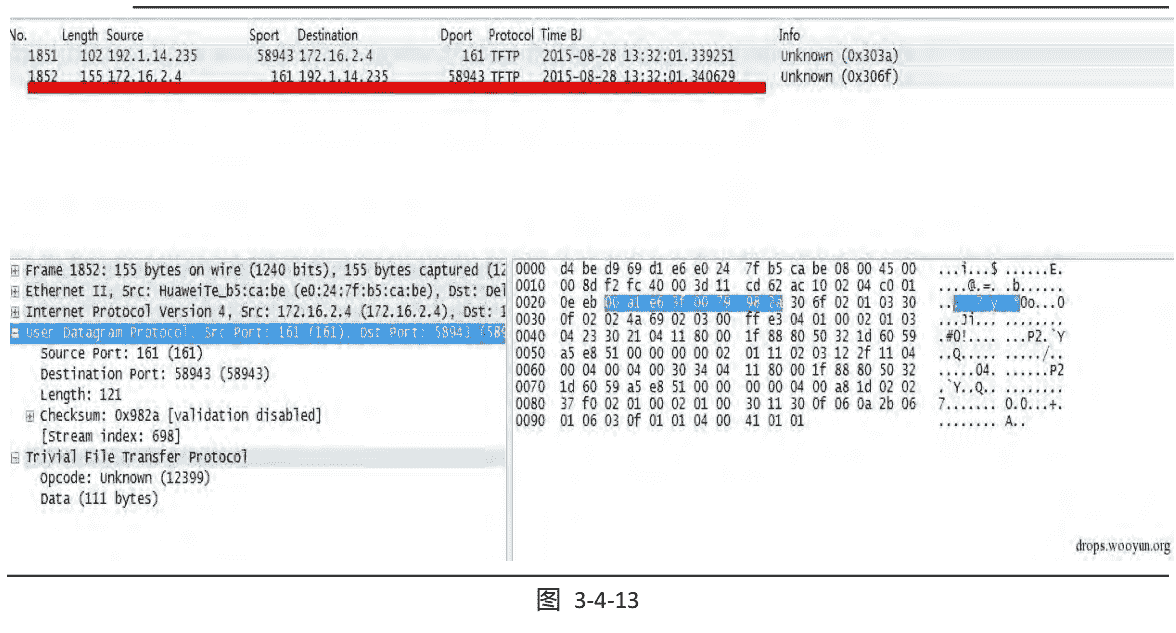 No. Length Source Sport Destination Dport Protocol Time BJ Info
1851 102 192.1.14.235 58943 172.16.2.4 161 TFTP 2015-08-28 13:32:01.339251 Unknown (0x303a)
1852 155 172.16.2.4 161 192.1.14.235 58943 TFTP 2015-08-28 13:32:01.340629 Unknown (0x306f)
Frame 1852: 155 bytes on wire (1240 bits), 155 bytes captured (12
Ethernet II, Src: HuaweiTe_b5:ca:be (e0:24:7f:b5:ca:be), Dst: Del
Internet Protocol Version 4, Src: 172.16.2.4 (172.16.2.4), Dst: 1
User Datagram Protocol, Src Port: 161 (161), Dst Port: 58943 (589
Source Port: 161 (161)
Destination Port: 58943 (58943)
Length: 121
Checksum: 0x982a [validation disabled]
[Stream index: 698]
Trivial File Transfer Protocol
Opcode: Unknown (12399)
Data (111 bytes)
0000 d4 be d9 69 d1 e6 e0 24 7f b5 ca be 08 00 45 00 ...i...$ ......E.
0010 00 8d f2 fc 40 00 3d 11 cd 62 ac 10 02 04 c0 01 ....@.=. .b......
0020 0e eb 00 a1 e6 3f 00 79 98 2a 30 6f 02 01 03 30 .....?.y .*0o...0
0030 0f 02 02 4a 69 02 03 00 ff e3 04 01 00 02 01 03 ...Ji... ........
0040 04 23 30 21 04 11 80 00 1f 88 80 50 32 1d 60 59 .#0!.... ...P2.`Y
0050 a5 e8 51 00 00 00 00 02 01 11 02 03 12 2f 11 04 ..Q..... ...../..
0060 00 04 00 04 00 30 34 04 11 80 00 1f 88 80 50 32 .....04. ......P2
0070 1d 60 59 a5 e8 51 00 00 00 00 04 00 a8 1d 02 02 .`Y..Q.. ........
0080 37 f0 02 01 00 02 01 00 30 11 30 0f 06 0a 2b 06 7....... 0.0...+.
0090 01 06 03 0f 01 01 04 00 41 01 01 ........ A..
drops.wooyun.org
图 3-4-13